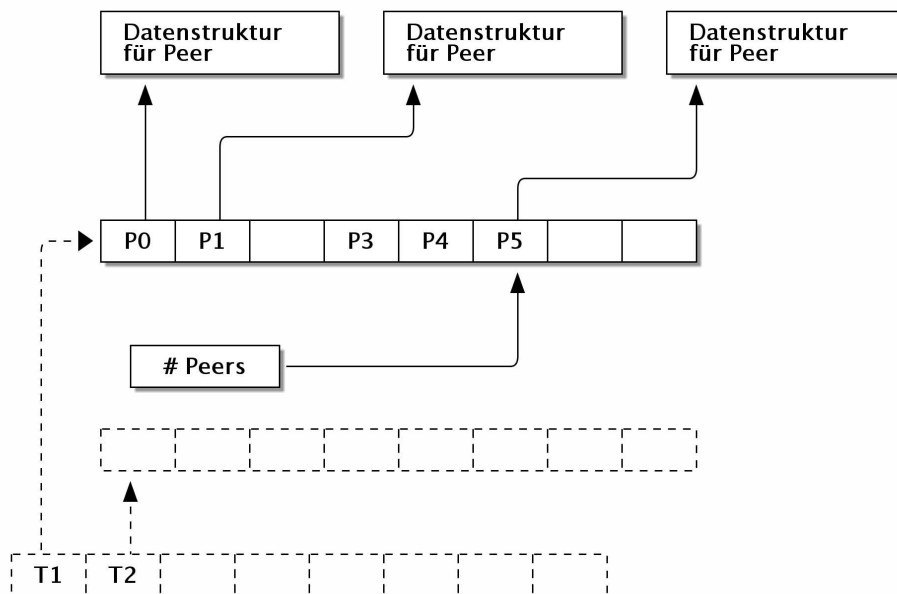 Datenstruktur
für Peer
Datenstruktur
für Peer
Datenstruktur
für Peer
P0 P1 P3 P4 P5
# Peers
T1 T2